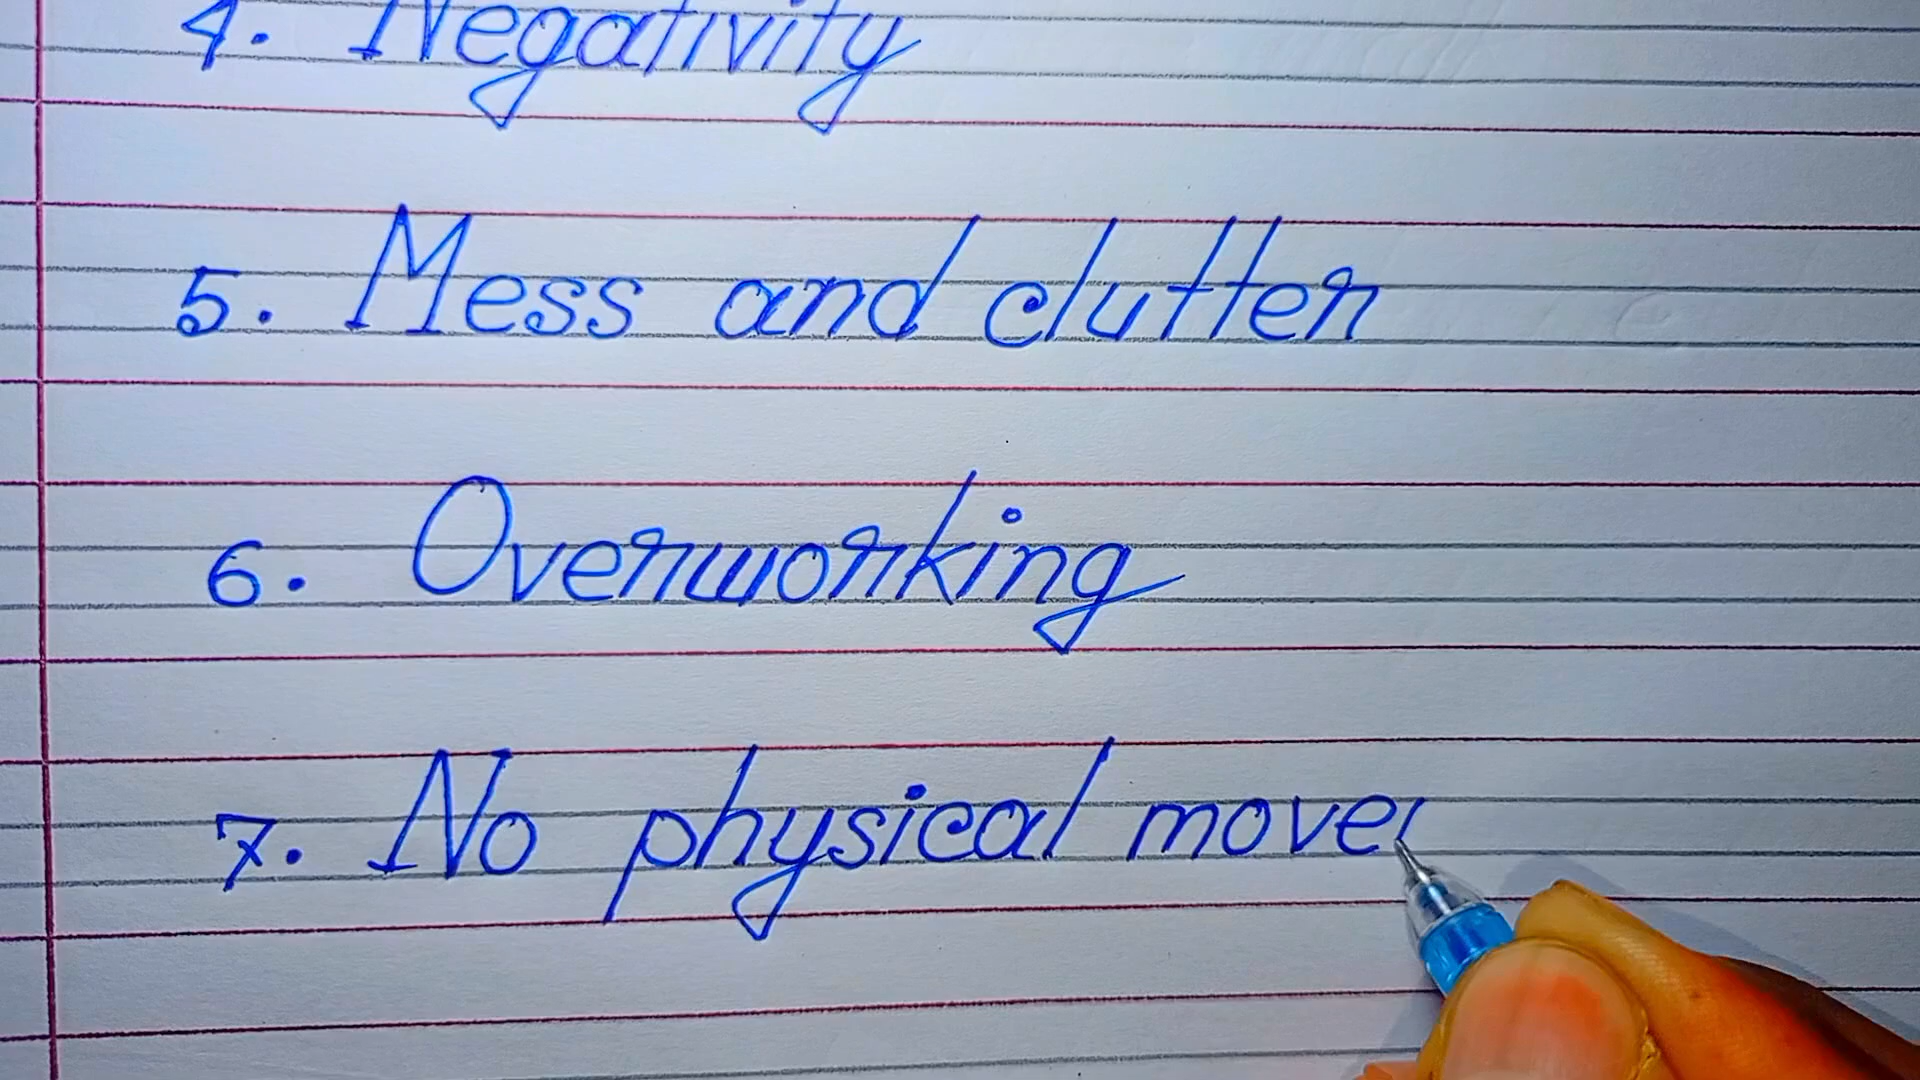 4. Negativity
5. Mess and clutter
6. Overworking
7. No physical move